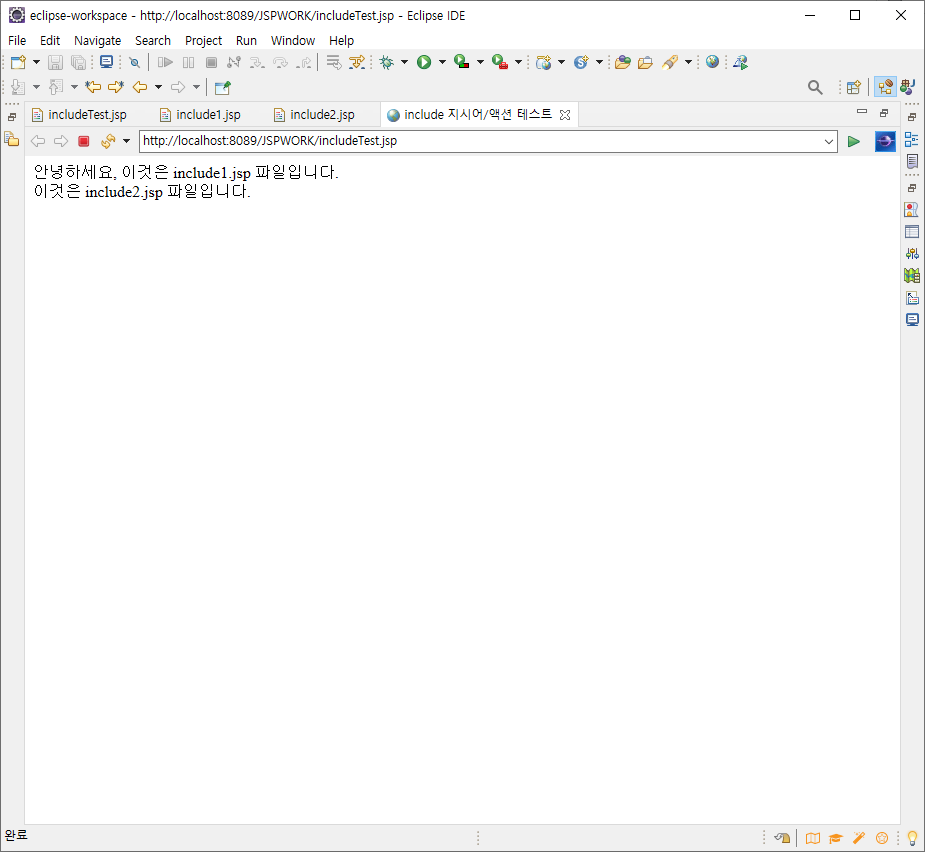 eclipse-workspace - http://localhost:8089/JSPWORK/includeTest.jsp - Eclipse IDE
File Edit Navigate Search Project Run Window Help
includeTest.jsp include1.jsp include2.jsp include 지시어/액션 테스트
http://localhost:8089/JSPWORK/includeTest.jsp
안녕하세요, 이것은 include1.jsp 파일입니다.
이것은 include2.jsp 파일입니다.
완료